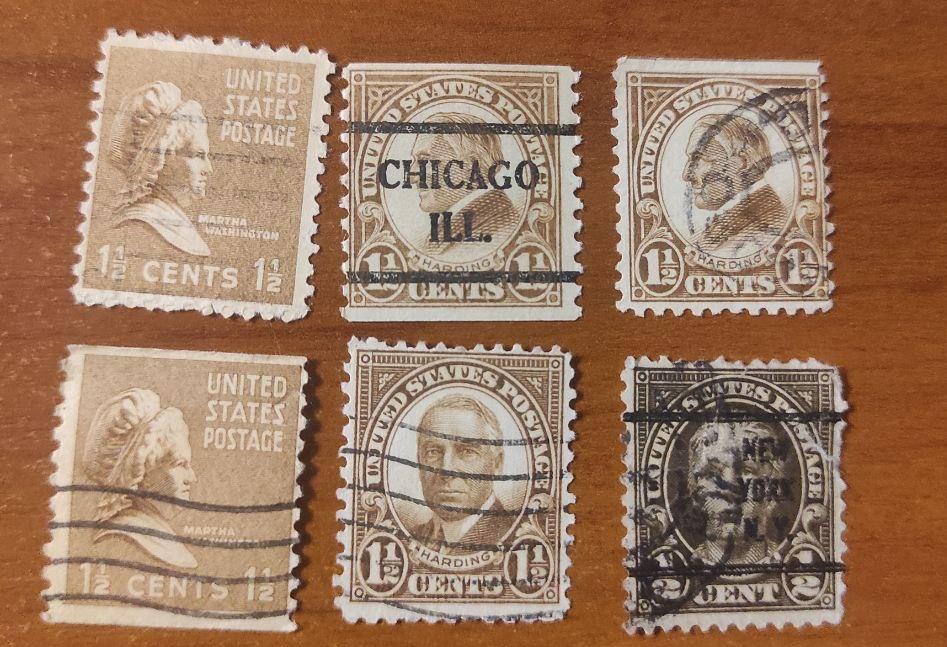 UNITED
STATES
POSTAGE
MARTHA
WASHINGTON
1½ CENTS 1½
UNITED STATES POSTAGE
CHICAGO
ILL.
HARDING
1½ CENTS 1½
UNITED STATES POSTAGE
HARDING
1½ CENTS 1½
UNITED
STATES
POSTAGE
MARTHA
WASHINGTON
1½ CENTS 1½
UNITED STATES POSTAGE
HARDING
1½ CENTS 1½
UNITED STATES POSTAGE
NEW
YORK
N.Y.
1/2 CENT 1/2